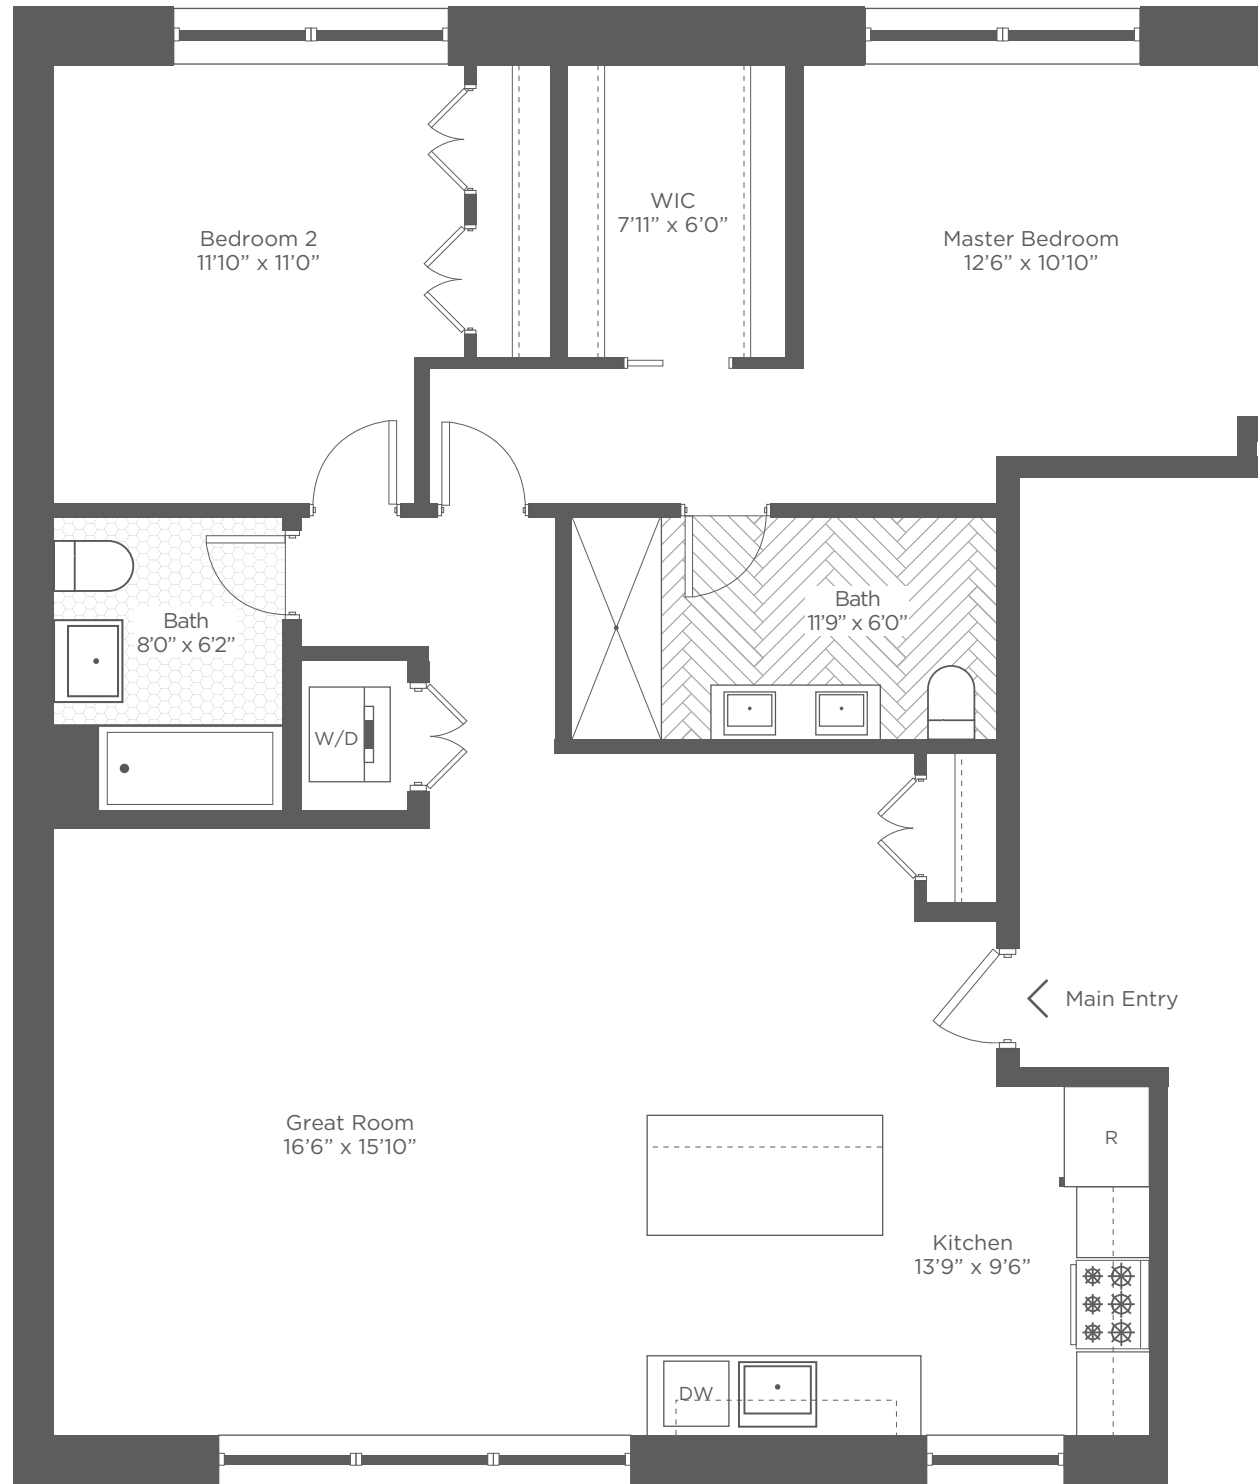 WIC
7’11” x 6’0”
Bedroom 2
11’10” x 11’0”
Master Bedroom
12’6” x 10’10”
Bath
8’0” x 6’2”
Bath
11’9” x 6’0”
W/D
Main Entry
Great Room
16’6” x 15’10”
R
Kitchen
13’9” x 9’6”
DW